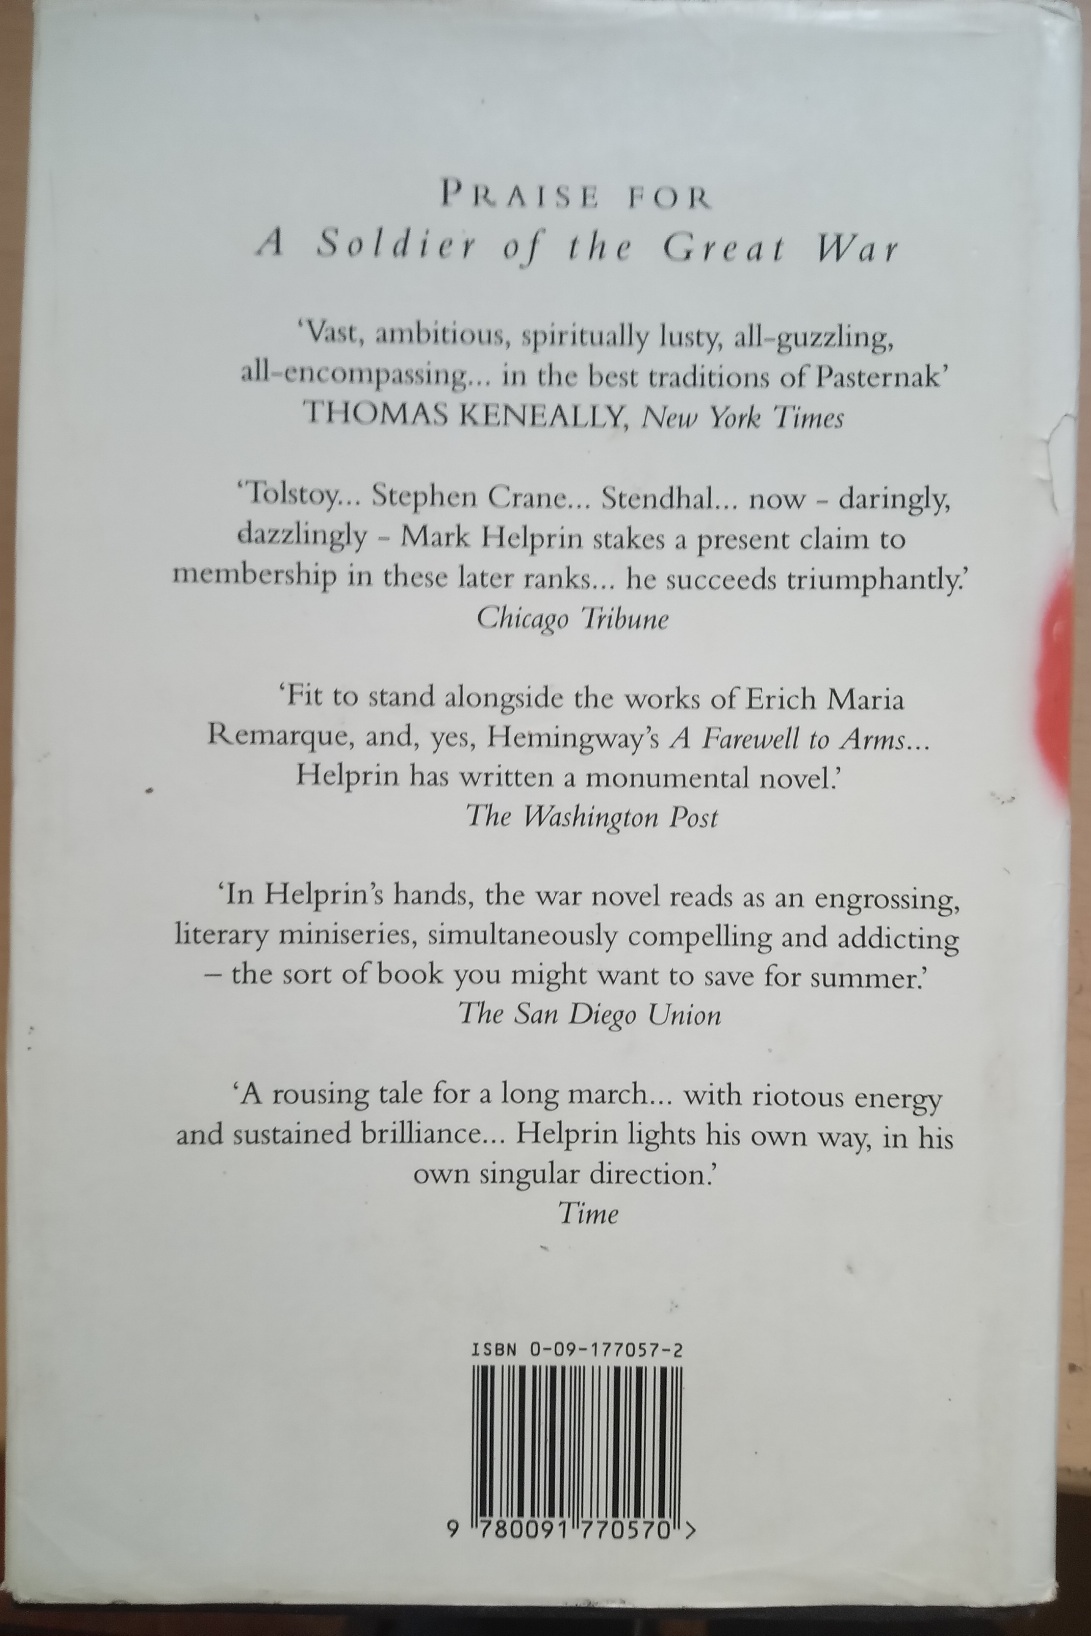 PRAISE FOR
A Soldier of the Great War
‘Vast, ambitious, spiritually lusty, all-guzzling,
all-encompassing... in the best traditions of Pasternak’
THOMAS KENEALLY, New York Times
‘Tolstoy... Stephen Crane... Stendhal... now – daringly,
dazzlingly – Mark Helprin stakes a present claim to
membership in these later ranks... he succeeds triumphantly.’
Chicago Tribune
‘Fit to stand alongside the works of Erich Maria
Remarque, and, yes, Hemingway’s A Farewell to Arms...
Helprin has written a monumental novel.’
The Washington Post
‘In Helprin’s hands, the war novel reads as an engrossing,
literary miniseries, simultaneously compelling and addicting
– the sort of book you might want to save for summer.’
The San Diego Union
‘A rousing tale for a long march... with riotous energy
and sustained brilliance... Helprin lights his own way, in his
own singular direction.’
Time
ISBN 0-09-177057-2
9 780091 770570 >